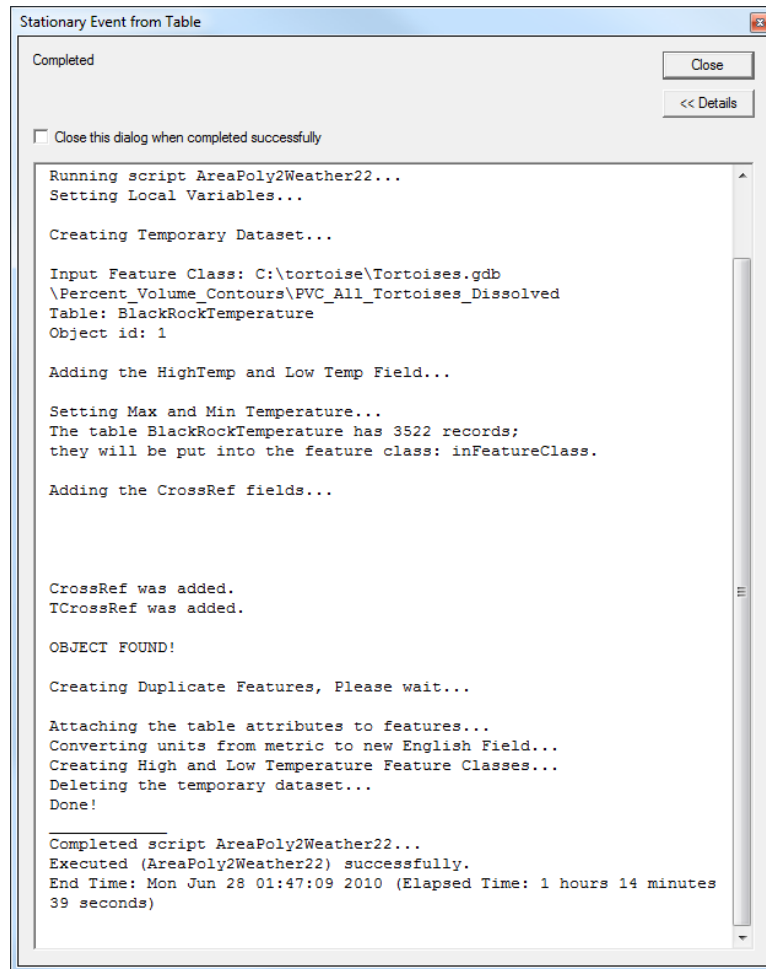 Stationary Event from Table
Completed
Close
<< Details
Close this dialog when completed successfully
Running script AreaPoly2Weather22...
Setting Local Variables...
Creating Temporary Dataset...
Input Feature Class: C:\tortoise\Tortoises.gdb
\Percent_Volume_Contours\PVC_All_Tortoises_Dissolved
Table: BlackRockTemperature
Object id: 1
Adding the HighTemp and Low Temp Field...
Setting Max and Min Temperature...
The table BlackRockTemperature has 3522 records;
they will be put into the feature class: inFeatureClass.
Adding the CrossRef fields...
CrossRef was added.
TCrossRef was added.
OBJECT FOUND!
Creating Duplicate Features, Please wait...
Attaching the table attributes to features...
Converting units from metric to new English Field...
Creating High and Low Temperature Feature Classes...
Deleting the temporary dataset...
Done!
Completed script AreaPoly2Weather22...
Executed (AreaPoly2Weather22) successfully.
End Time: Mon Jun 28 01:47:09 2010 (Elapsed Time: 1 hours 14 minutes
39 seconds)